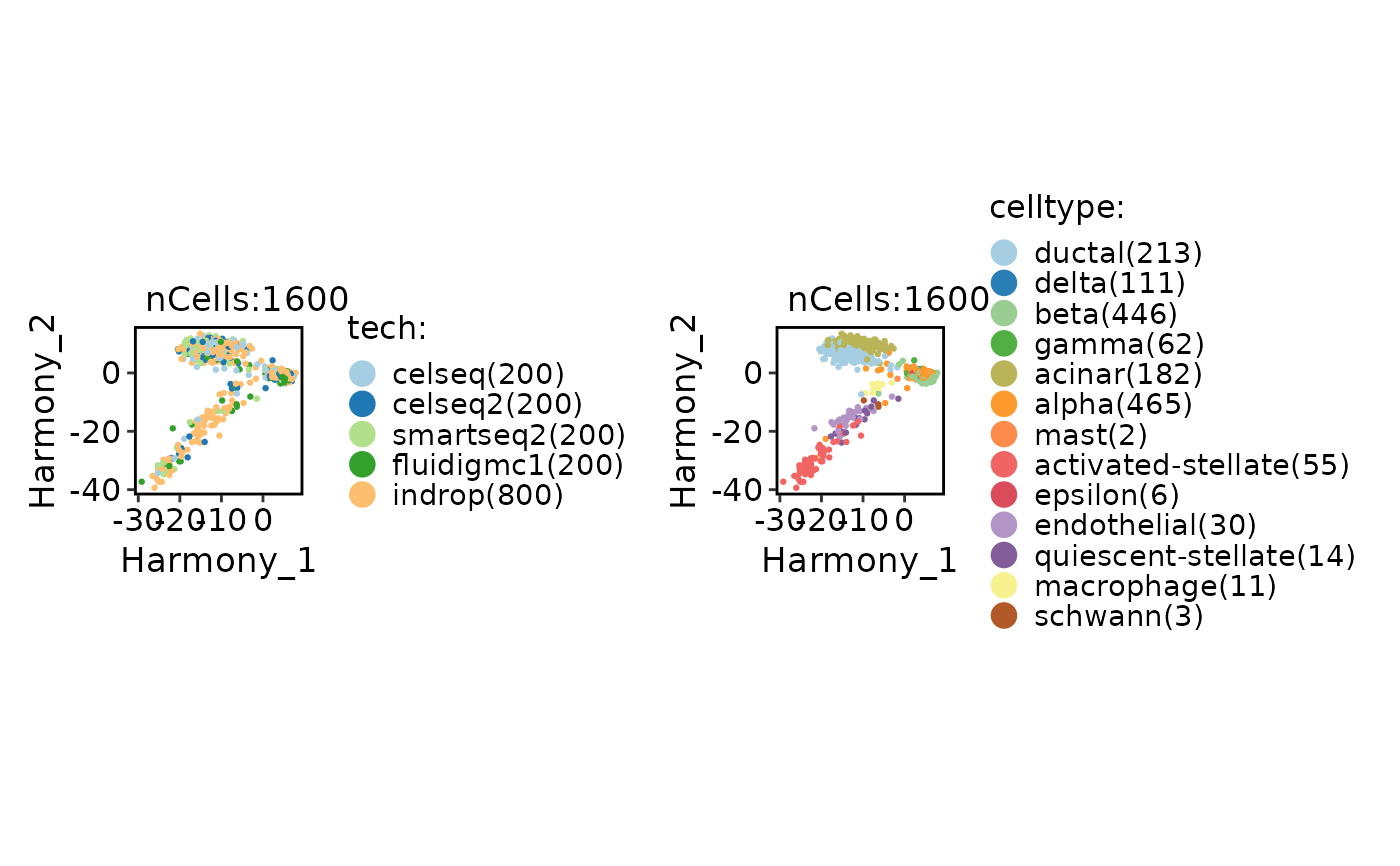 nCells:1600
Harmony_2
0
-20
-40
-30
-20
-10
0
Harmony_1
tech:
celseq(200)
celseq2(200)
smartseq2(200)
fluidigmc1(200)
indrop(800)
nCells:1600
Harmony_2
0
-20
-40
-30
-20
-10
0
Harmony_1
celltype:
ductal(213)
delta(111)
beta(446)
gamma(62)
acinar(182)
alpha(465)
mast(2)
activated-stellate(55)
epsilon(6)
endothelial(30)
quiescent-stellate(14)
macrophage(11)
schwann(3)